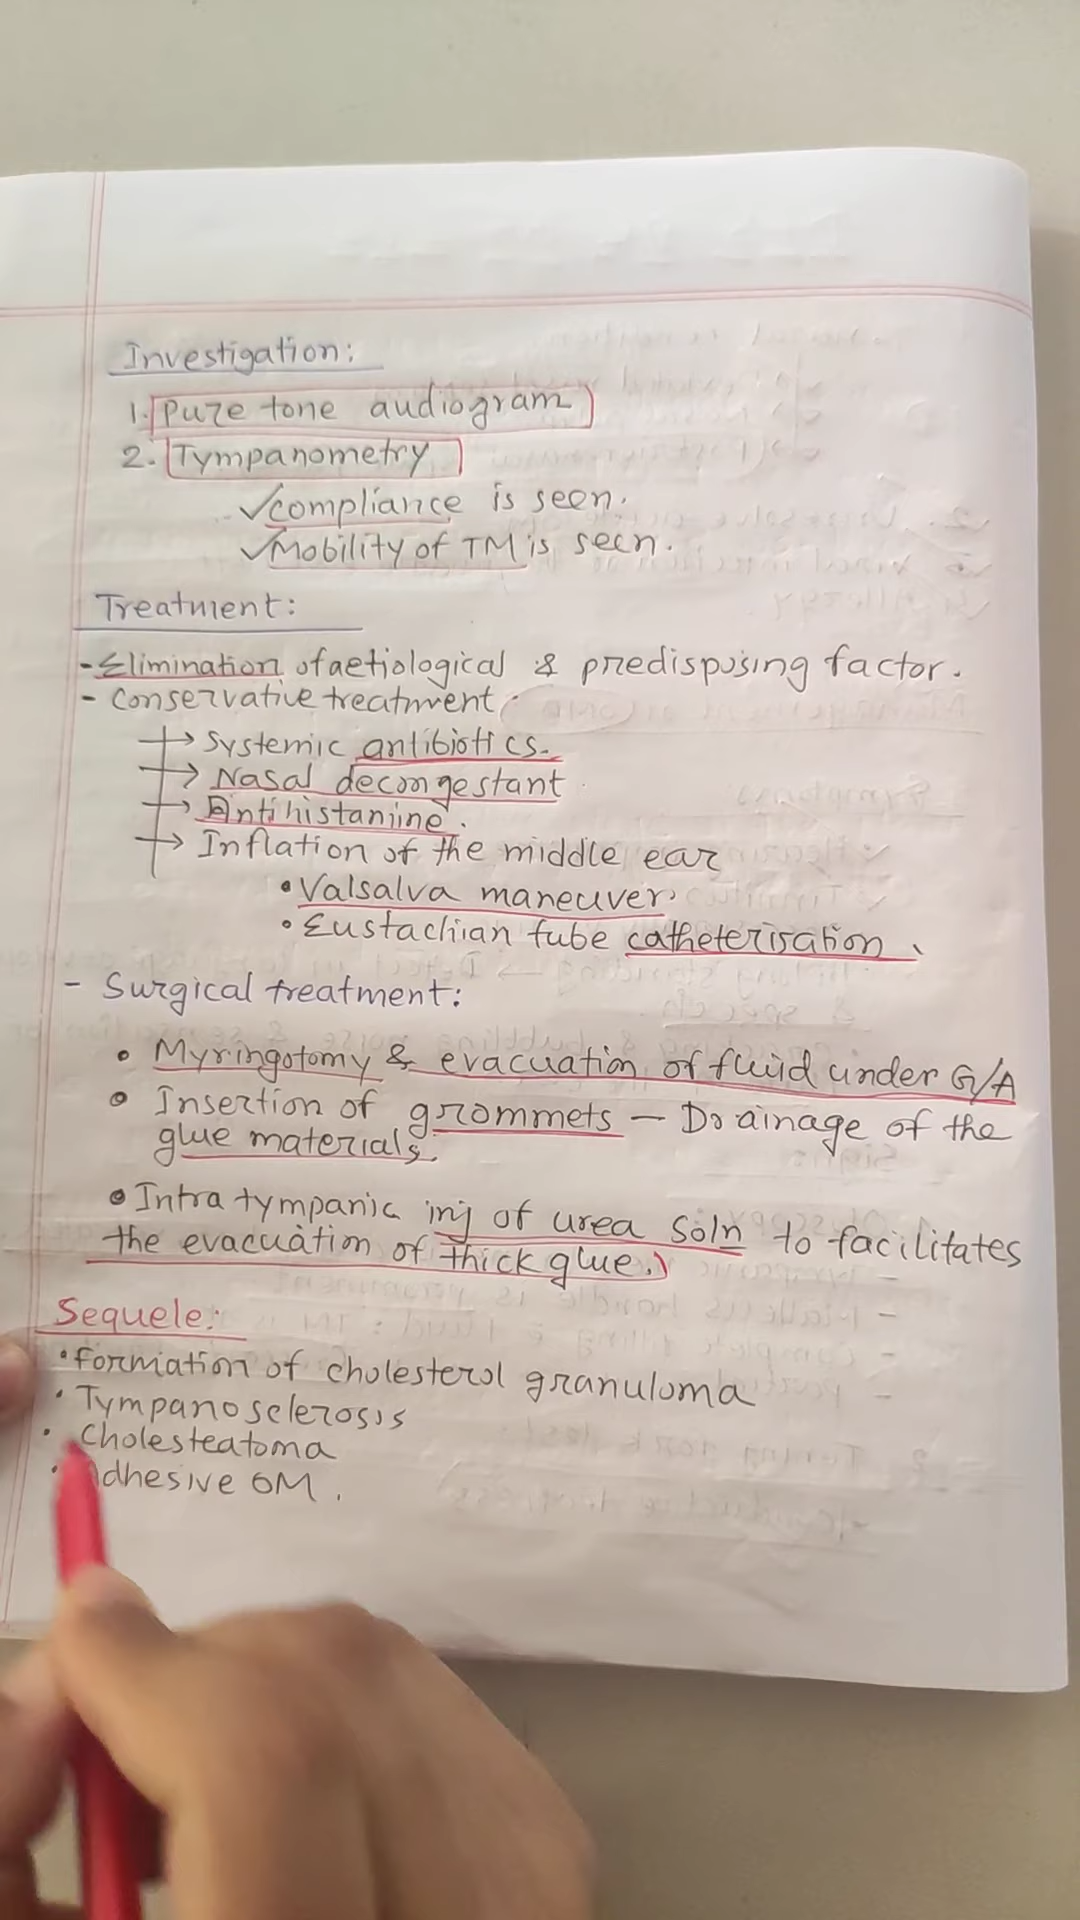 Investigation:
1. Pure tone audiogram
2. Tympanometry
✓compliance is seen.
✓Mobility of TM is seen.
Treatment:
- Elimination of aetiological & predisposing factor.
- Conservative treatment:
→ Systemic antibiotics.
→ Nasal decongestant
→ Antihistamine.
→ Inflation of the middle ear
• Valsalva maneuver.
• Eustachian tube catheterisation.
- Surgical treatment:
• Myringotomy & evacuation of fluid under G/A
• Insertion of grommets — Drainage of the
glue materials.
• Intra tympanic inj of urea soln to facilitates
the evacuation of thick glue.)
Sequele:
• Formation of cholesterol granuloma
• Tympanosclerosis
• Cholesteatoma
• Adhesive OM.